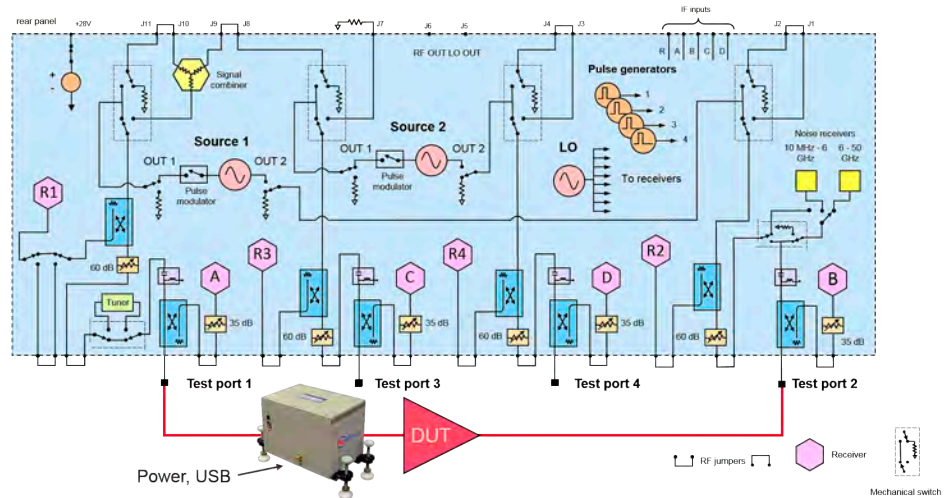 rear panel
+28V
J11
J10
J9
J8
J7
J6
J5
J4
J3
IF inputs
J2
J1
RF OUT LO OUT
R A B C D
+
-
Signal
combiner
Pulse generators
1
2
3
4
Source 1
Source 2
OUT 1
OUT 2
OUT 1
OUT 2
Pulse
modulator
Pulse
modulator
LO
To receivers
Noise receivers
10 MHz - 6
GHz
6 - 50
GHz
R1
60 dB
A
R3
C
R4
D
R2
B
Tuner
35 dB
60 dB
35 dB
60 dB
35 dB
60 dB
35 dB
Test port 1
Test port 3
Test port 4
Test port 2
DUT
Power, USB
RF jumpers
Receiver
Mechanical switch